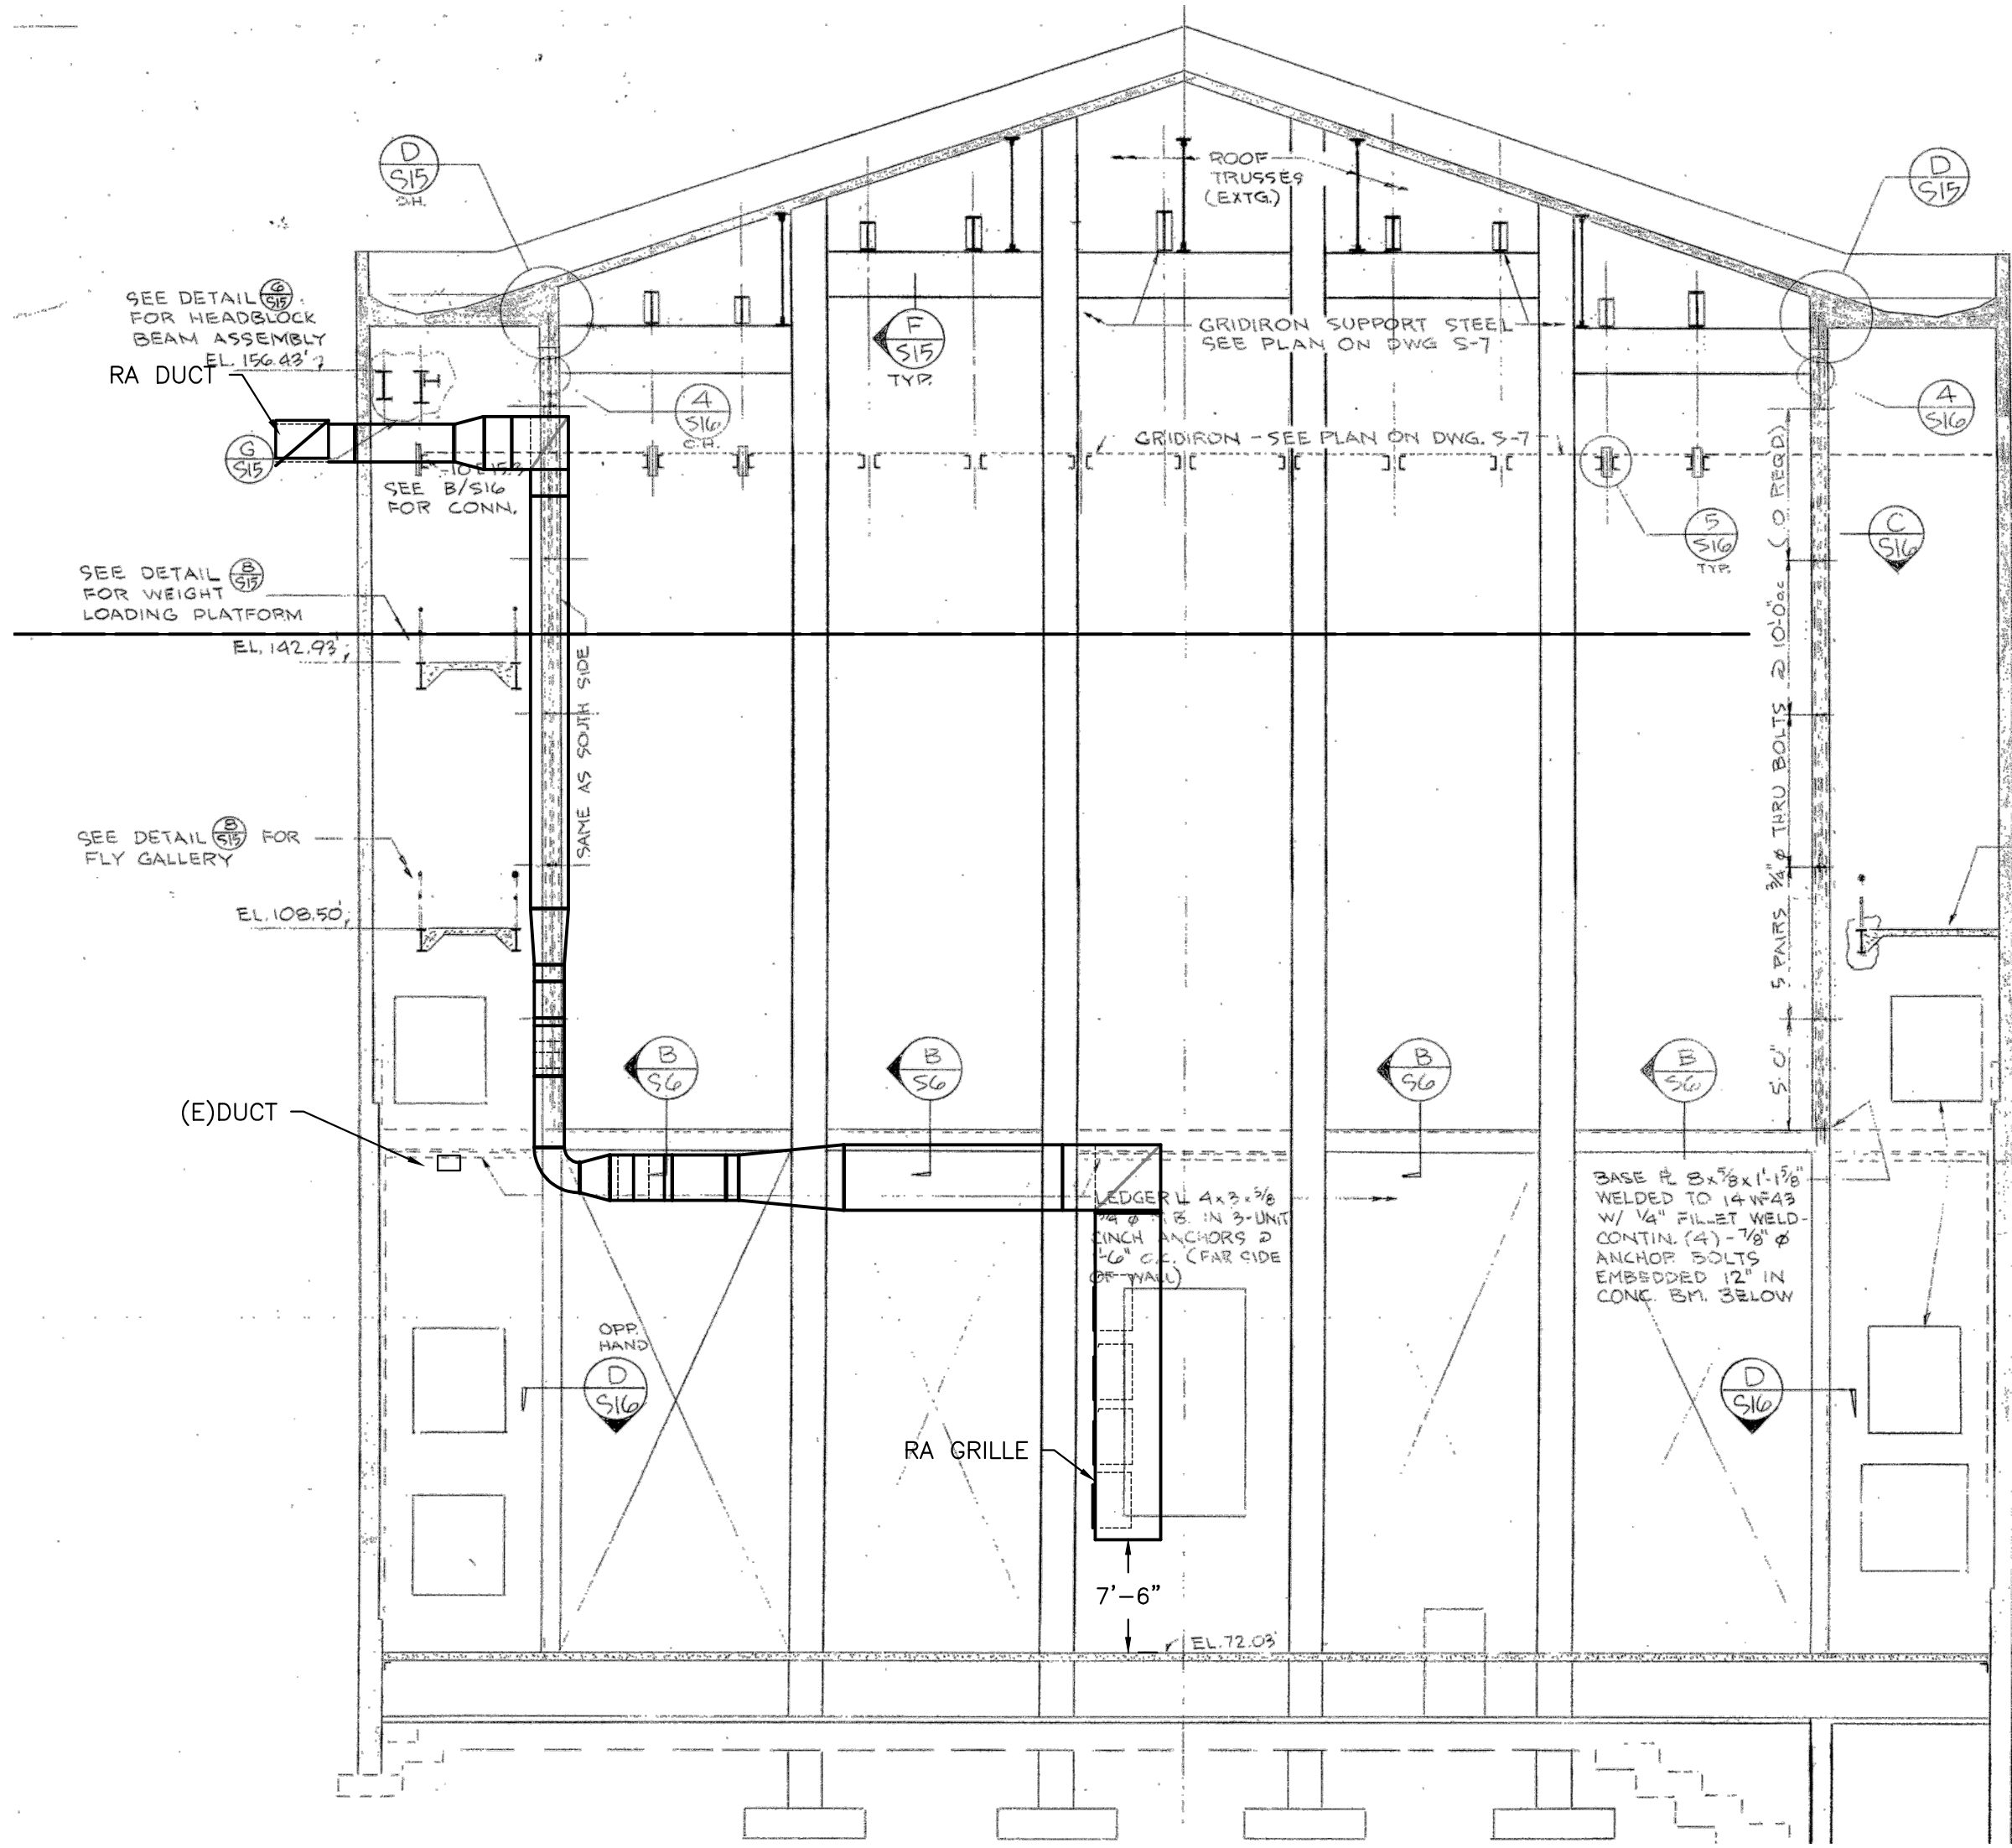 D
S15
O.H.
ROOF
TRUSSES
(EXTG.)
D
S15
SEE DETAIL G/S15
FOR HEADBLOCK
BEAM ASSEMBLY
EL. 156.43'
RA DUCT
F
S15
TYP.
GRIDIRON SUPPORT STEEL
SEE PLAN ON DWG S-7
4
S16
O.H.
4
S16
GRIDIRON - SEE PLAN ON DWG. S-7
G
S15
SEE B/S16
FOR CONN.
5
S16
TYP.
C
S16
SEE DETAIL B/S15
FOR WEIGHT
LOADING PLATFORM
EL. 142.93'
SAME AS SOUTH SIDE
5 PAIRS 3/4" ø THRU BOLTS @ 10'-0" o.c. ( O REQD)
5'-0"
SEE DETAIL B/S15 FOR
FLY GALLERY
EL. 108.50'
B
S6
B
S6
B
S6
B
S6
(E)DUCT
LEDGER L 4x3x5/8
IN 3-UNIT
CINCH ANCHORS @
(FAR SIDE
OF WALL)
BASE PL 8x5/8x1'-1 5/8"
WELDED TO 14 WF43
W/ 1/4" FILLET WELD-
CONTIN. (4) - 7/8" ø
ANCHOR BOLTS
EMBEDDED 12" IN
CONC. BM. BELOW
OPP.
HAND
D
S16
D
S16
RA GRILLE
7'-6"
EL. 72.03'